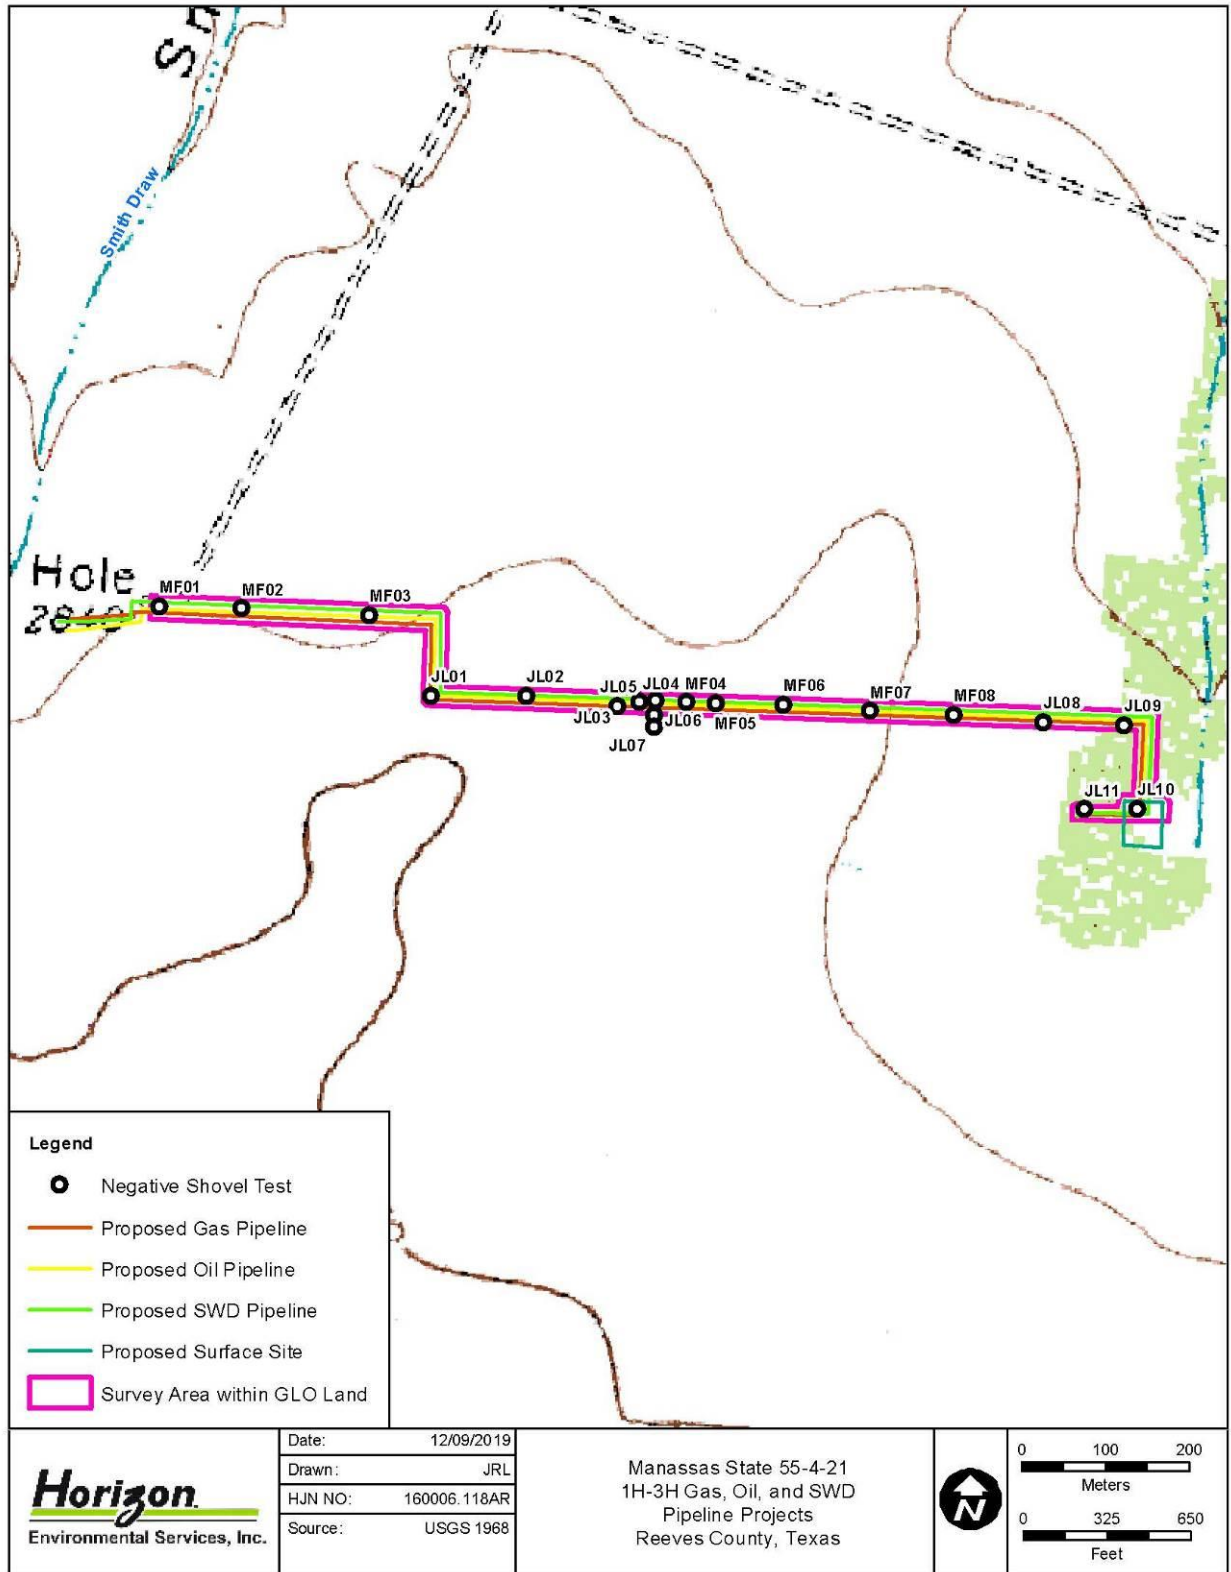 Sm
Smith Draw
Hole
MF01
MF02
MF03
JL01
JL02
JL05
JL04
MF04
MF06
MF07
MF08
JL08
JL09
JL03
JL06
MF05
JL07
JL11
JL10
Legend
Negative Shovel Test
Proposed Gas Pipeline
Proposed Oil Pipeline
Proposed SWD Pipeline
Proposed Surface Site
Survey Area within GLO Land
Horizon
Environmental Services, Inc.
Date: 12/09/2019
Drawn: JRL
HJN NO: 160006.118AR
Source: USGS 1968
Manassas State 55-4-21
1H-3H Gas, Oil, and SWD
Pipeline Projects
Reeves County, Texas
N
0 100 200
Meters
0 325 650
Feet